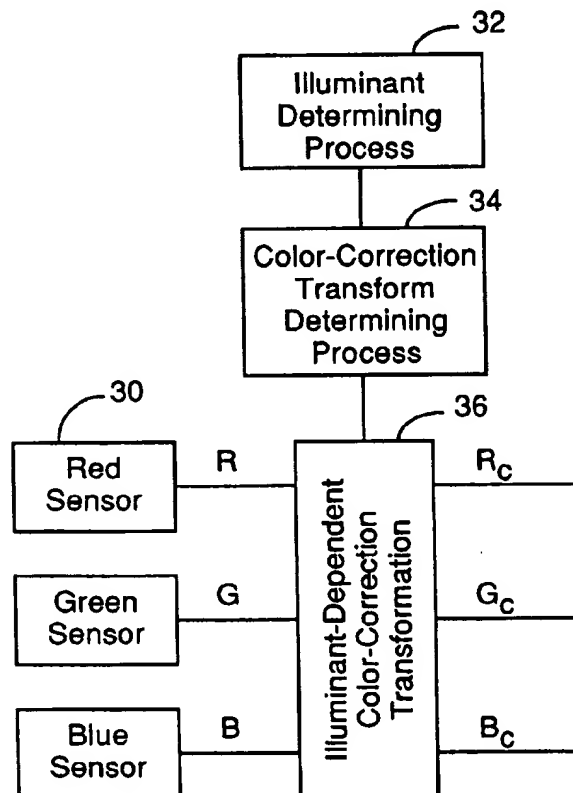 32
Illuminant
Determining
Process
34
Color-Correction
Transform
Determining
Process
30
36
Red
Sensor
R
Illuminant-Dependent
Color-Correction
Transformation
Rc
Green
Sensor
G
Gc
Blue
Sensor
B
Bc